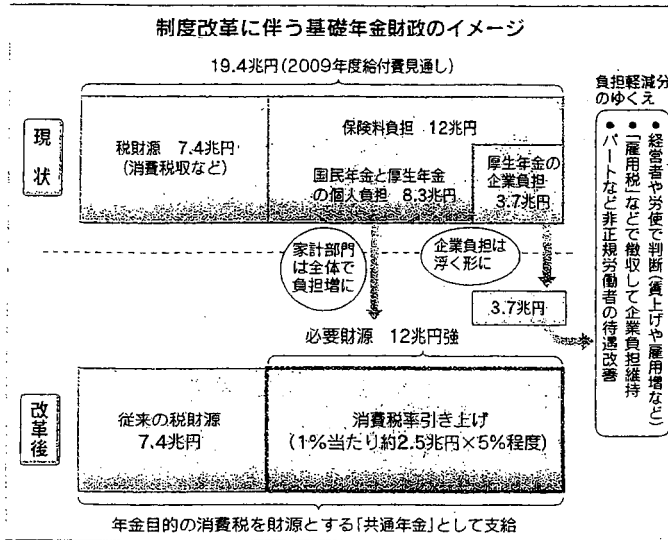 制度改革に伴う基礎年金財政のイメージ
19.4兆円(2009年度給付費見通し)
現状
税財源 7.4兆円
(消費税収など)
保険料負担 12兆円
国民年金と厚生年金
の個人負担 8.3兆円
厚生年金の
企業負担
3.7兆円
家計部門
は全体で
負担増に
企業負担は
浮く形に
3.7兆円
負担軽減分
のゆくえ
●経営者や労使で判断(賃上げや雇用増など)
●「雇用税」などで徴収して企業負担維持
●パートなど非正規労働者の待遇改善
必要財源 12兆円強
改革後
従来の税財源
7.4兆円
消費税率引き上げ
(1%当たり約2.5兆円×5%程度)
年金目的の消費税を財源とする「共通年金」として支給